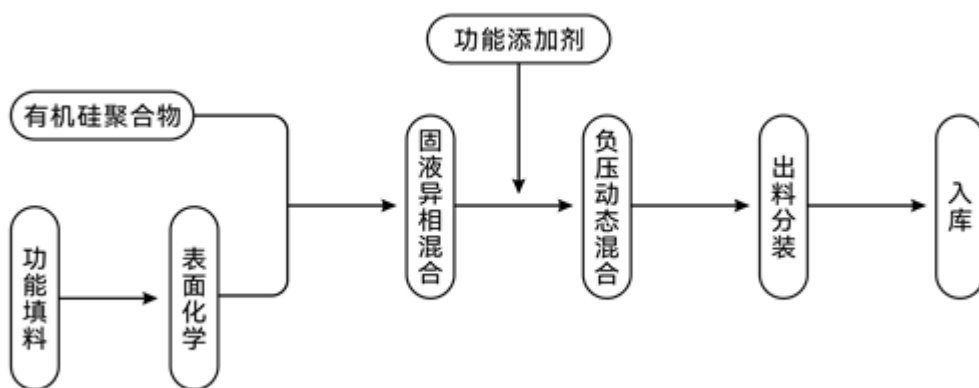 功能添加剂
有机硅聚合物
功能填料
表面化学
固液异相混合
负压动态混合
出料分装
入库